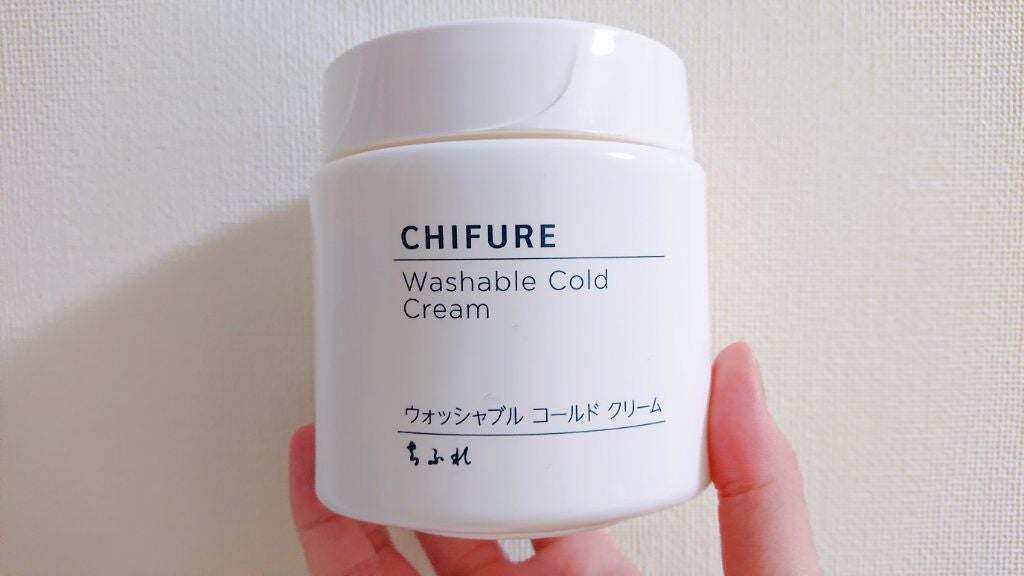 CHIFURE
Washable Cold
Cream
ウォッシャブル コールド クリーム
ちふれ